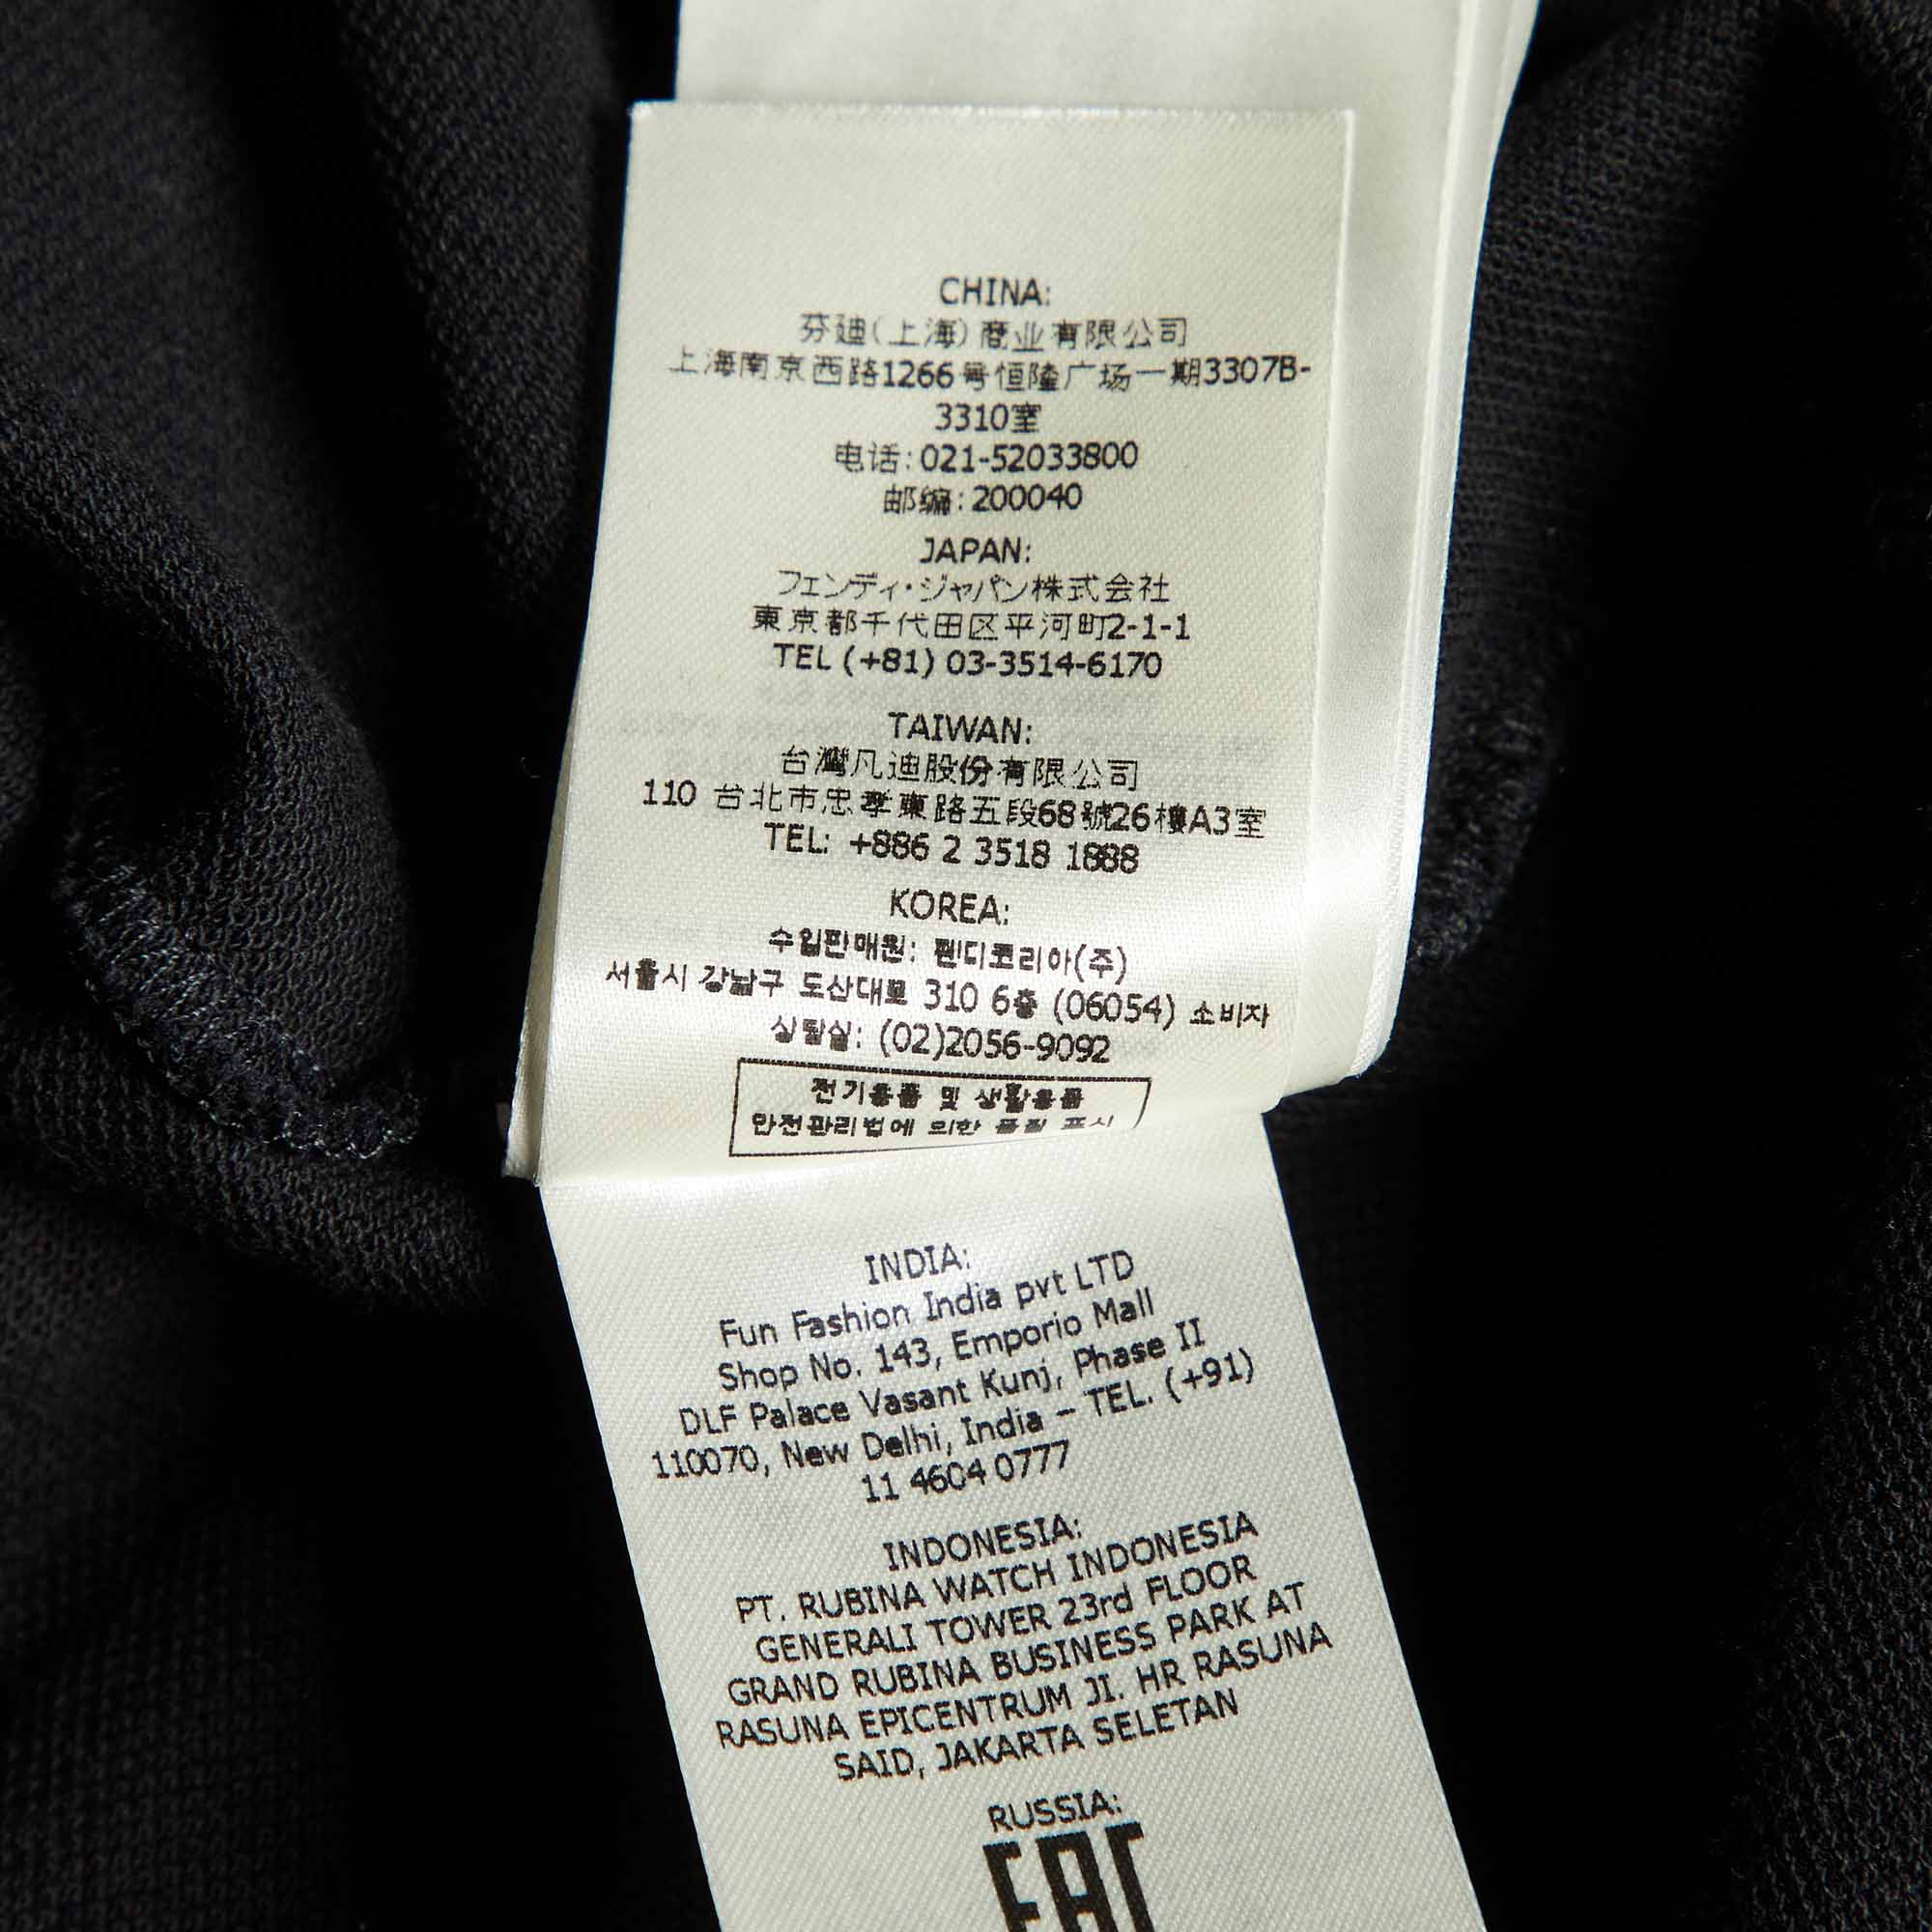 CHINA:
芬迪(上海)商业有限公司
上海南京西路1266号恒隆广场一期3307B-
3310室
电话:021-52033800
邮编:200040
JAPAN:
フェンディ・ジャパン株式会社
東京都千代田区平河町2-1-1
TEL (+81) 03-3514-6170
TAIWAN:
台灣凡迪股份有限公司
110 台北市忠孝東路五段68號26樓A3室
TEL: +886 2 3518 1888
KOREA:
수입판매원: 펜디코리아(주)
서울시 강남구 도산대로 310 6층 (06054) 소비자
상담실: (02)2056-9092
전기용품 및 생활용품
안전관리법에 의한 품질 표시
INDIA:
Fun Fashion India pvt LTD
Shop No. 143, Emporio Mall
DLF Palace Vasant Kunj, Phase II
110070, New Delhi, India – TEL. (+91)
11 4604 0777
INDONESIA:
PT. RUBINA WATCH INDONESIA
GENERALI TOWER 23rd FLOOR
GRAND RUBINA BUSINESS PARK AT
RASUNA EPICENTRUM JI. HR RASUNA
SAID, JAKARTA SELETAN
RUSSIA:
EAC